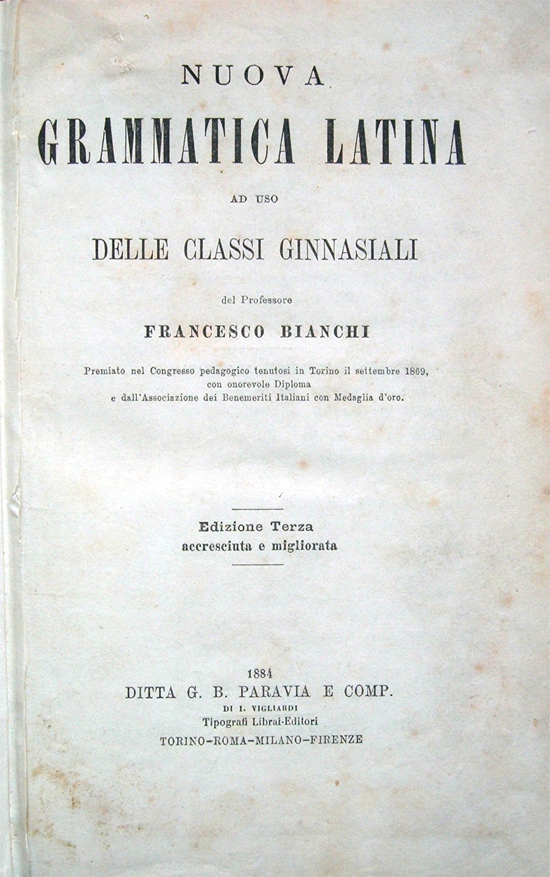 NUOVA
GRAMMATICA LATINA
AD USO
DELLE CLASSI GINNASIALI
del Professore
FRANCESCO BIANCHI
Premiato nel Congresso pedagogico tenutosi in Torino il settembre 1869,
con onorevole Diploma
e dall'Associazione dei Benemeriti Italiani con Medaglia d'oro.
Edizione Terza
accresciuta e migliorata
1884
DITTA G. B. PARAVIA E COMP.
DI I. VIGLIARDI
Tipografi Librai-Editori
TORINO-ROMA-MILANO-FIRENZE